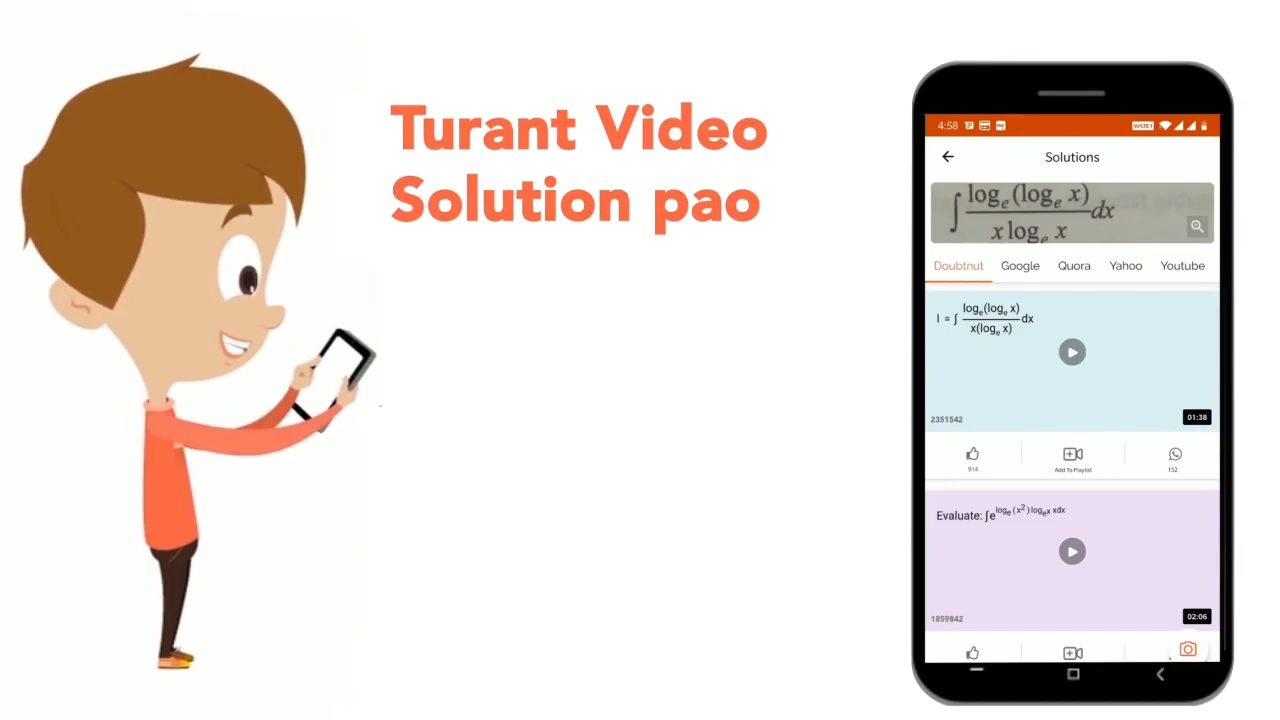 Turant Video
Solution pao
4:58
VoLTE1
Solutions
∫ logₑ(logₑ x) / x logₑ x dx
Doubtnut Google Quora Yahoo Youtube
I = ∫ logₑ(logₑ x) / x(logₑ x) dx
2351542 01:38
914 Add To Playlist 152
Evaluate: ∫e^logₑ(x²)logₑx xdx
1859842 02:06